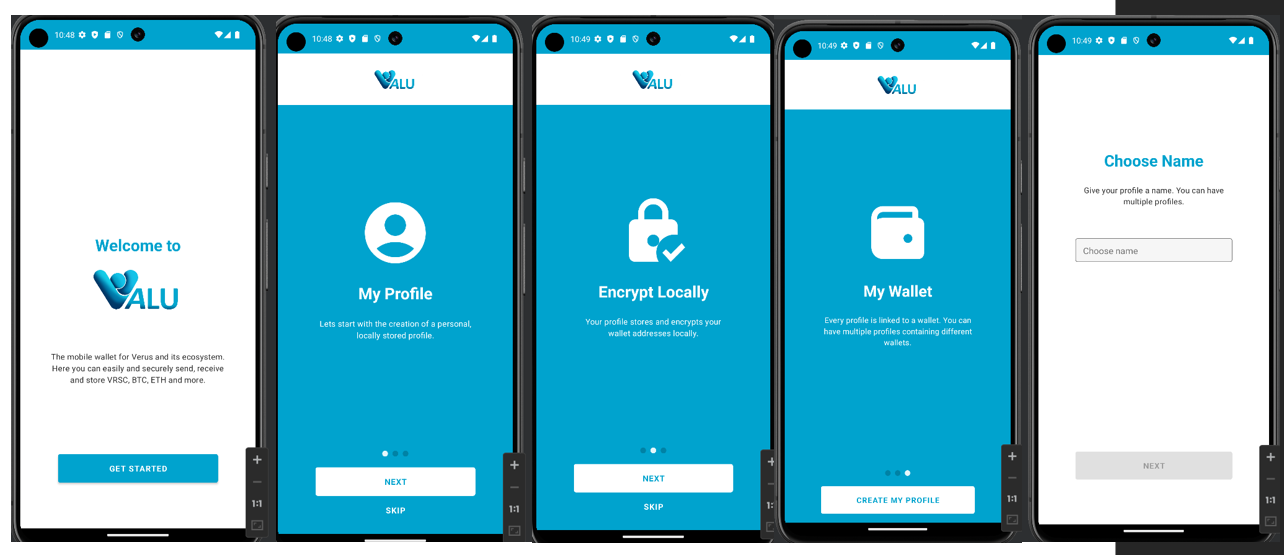 10:48
Welcome to
VALU
The mobile wallet for Verus and its ecosystem.
Here you can easily and securely send, receive
and store VRSC, BTC, ETH and more.
GET STARTED
1:1
10:48
VALU
My Profile
Lets start with the creation of a personal,
locally stored profile.
NEXT
SKIP
1:1
10:49
VALU
Encrypt Locally
Your profile stores and encrypts your
wallet addresses locally.
NEXT
SKIP
10:49
VALU
My Wallet
Every profile is linked to a wallet. You can
have multiple profiles containing different
wallets.
CREATE MY PROFILE
1:1
10:49
Choose Name
Give your profile a name. You can have
multiple profiles.
Choose name
NEXT
1:1